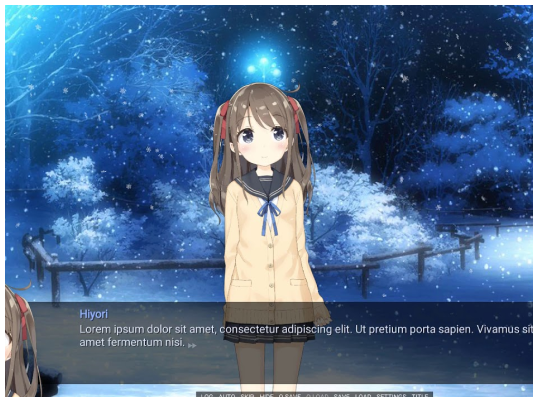 Hiyori
Lorem ipsum dolor sit amet, consectetur adipiscing elit. Ut pretium porta sapien. Vivamus sit
amet fermentum nisi.
LOG AUTO SKIP HIDE Q.SAVE Q.LOAD SAVE LOAD SETTINGS TITLE